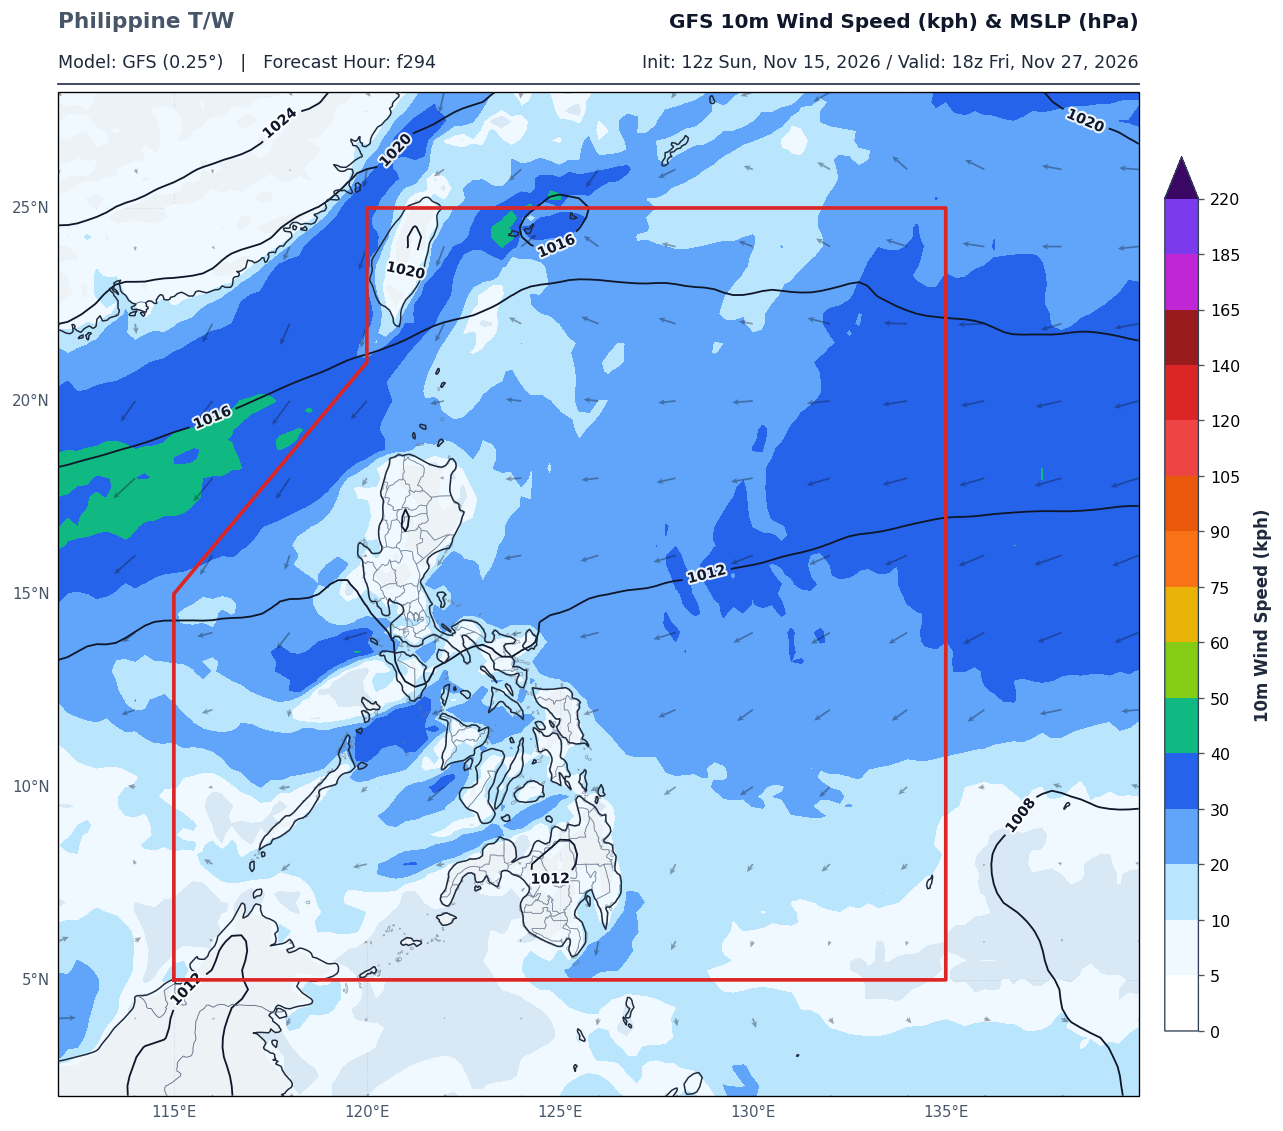 Philippine T/W
GFS 10m Wind Speed (kph) & MSLP (hPa)
Model: GFS (0.25°)   |   Forecast Hour: f294
Init: 12z Sun, Nov 15, 2026 / Valid: 18z Fri, Nov 27, 2026
1024
1020
1020
1020
1016
1016
1012
1012
1012
1008
25°N
20°N
15°N
10°N
5°N
115°E
120°E
125°E
130°E
135°E
220
185
165
140
120
105
90
75
60
50
40
30
20
10
5
0
10m Wind Speed (kph)